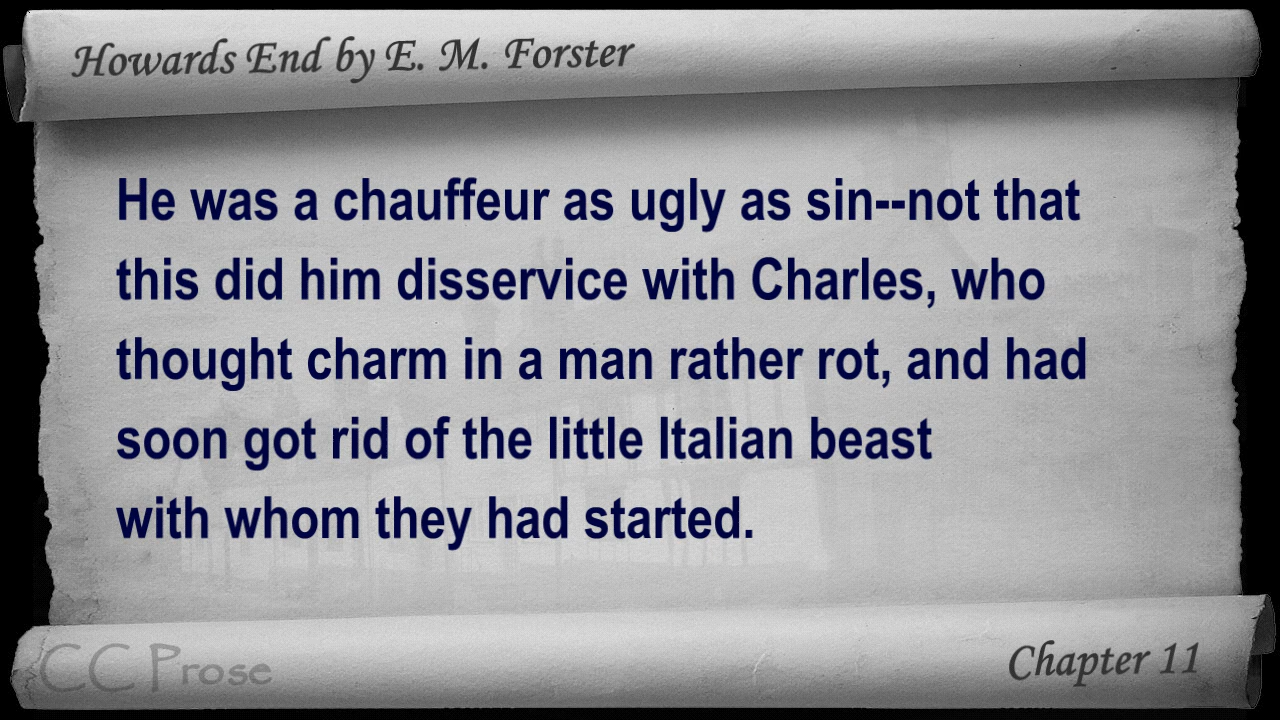 Howards End by E. M. Forster
He was a chauffeur as ugly as sin--not that
this did him disservice with Charles, who
thought charm in a man rather rot, and had
soon got rid of the little Italian beast
with whom they had started.
CC Prose
Chapter 11